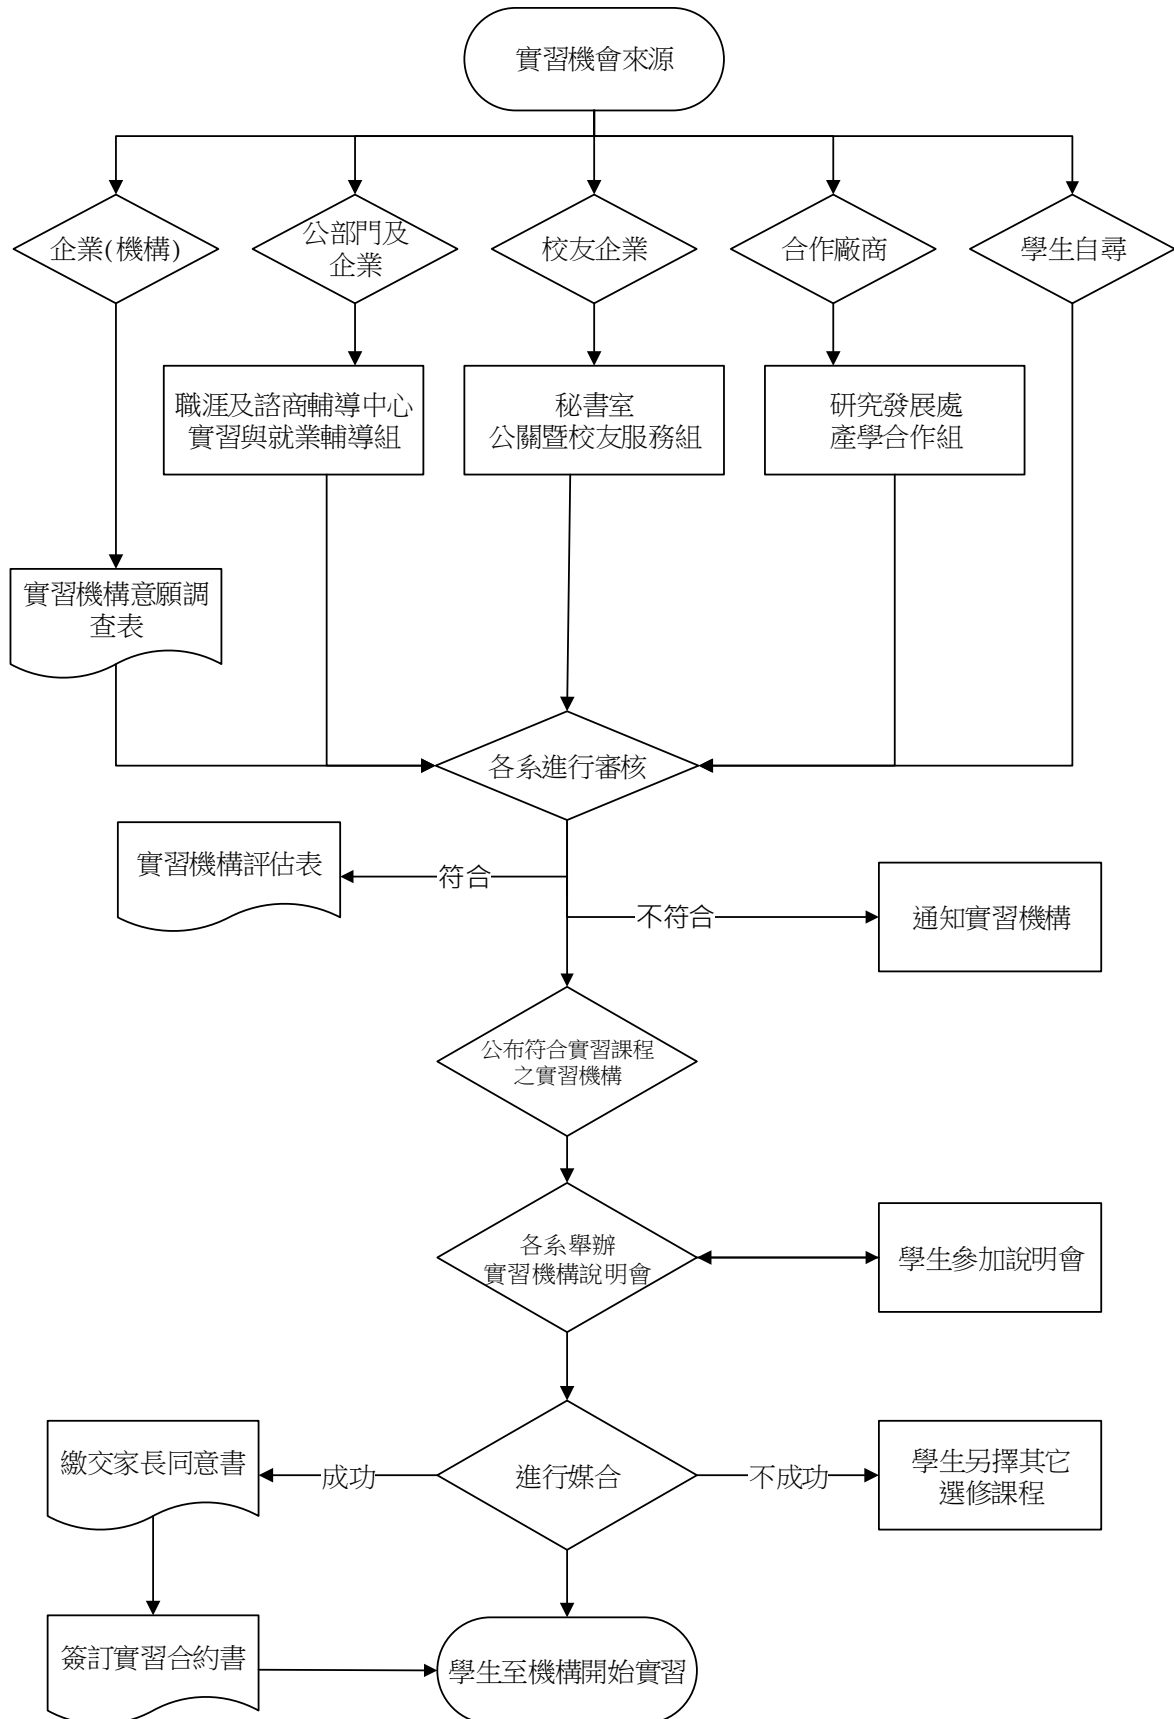 實習機會來源
企業(機構)
公部門及
企業
校友企業
合作廠商
學生自尋
職涯及諮商輔導中心
實習與就業輔導組
秘書室
公關暨校友服務組
研究發展處
產學合作組
實習機構意願調
查表
各系進行審核
實習機構評估表
符合
不符合
通知實習機構
公布符合實習課程
之實習機構
各系舉辦
實習機構說明會
學生參加說明會
繳交家長同意書
成功
進行媒合
不成功
學生另擇其它
選修課程
簽訂實習合約書
學生至機構開始實習